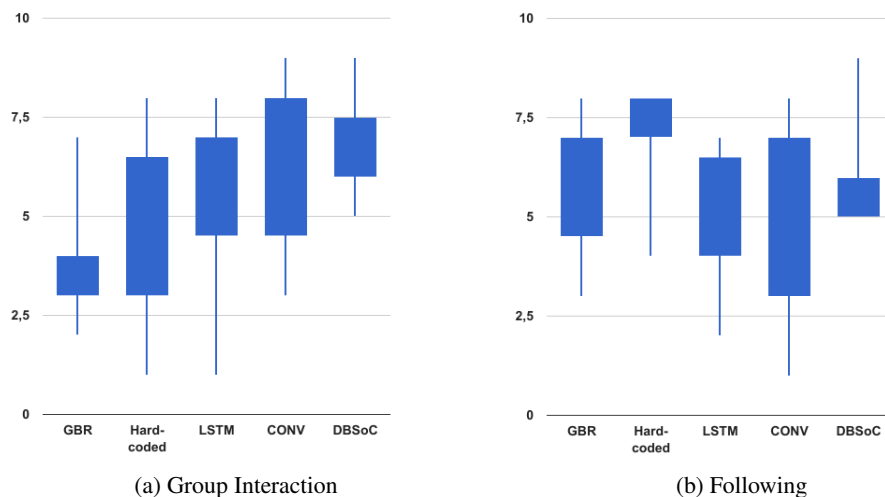 10
7,5
5
2,5
0
GBR
Hard-
coded
LSTM
CONV
DBSoC
(a) Group Interaction
10
7,5
5
2,5
0
GBR
Hard-
coded
LSTM
CONV
DBSoC
(b) Following